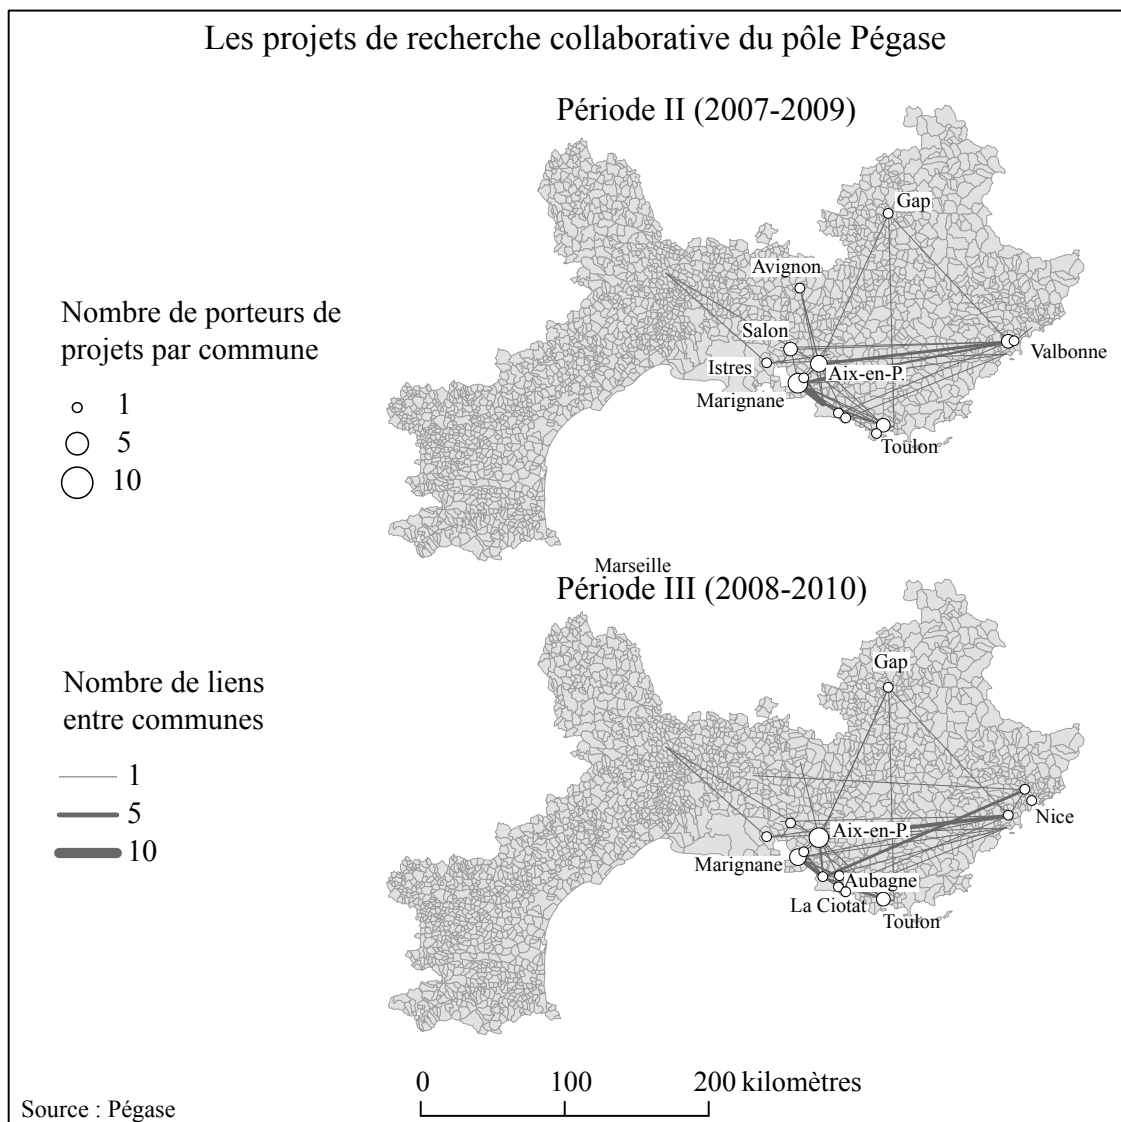 Les projets de recherche collaborative du pôle Pégase
Période II (2007-2009)
Gap
Avignon
Salon
Istres
Aix-en-P.
Valbonne
Marignane
Toulon
Nombre de porteurs de
projets par commune
1
5
10
Marseille
Période III (2008-2010)
Gap
Nice
Aix-en-P.
Marignane
Aubagne
La Ciotat
Toulon
Nombre de liens
entre communes
1
5
10
0 100 200 kilomètres
Source : Pégase